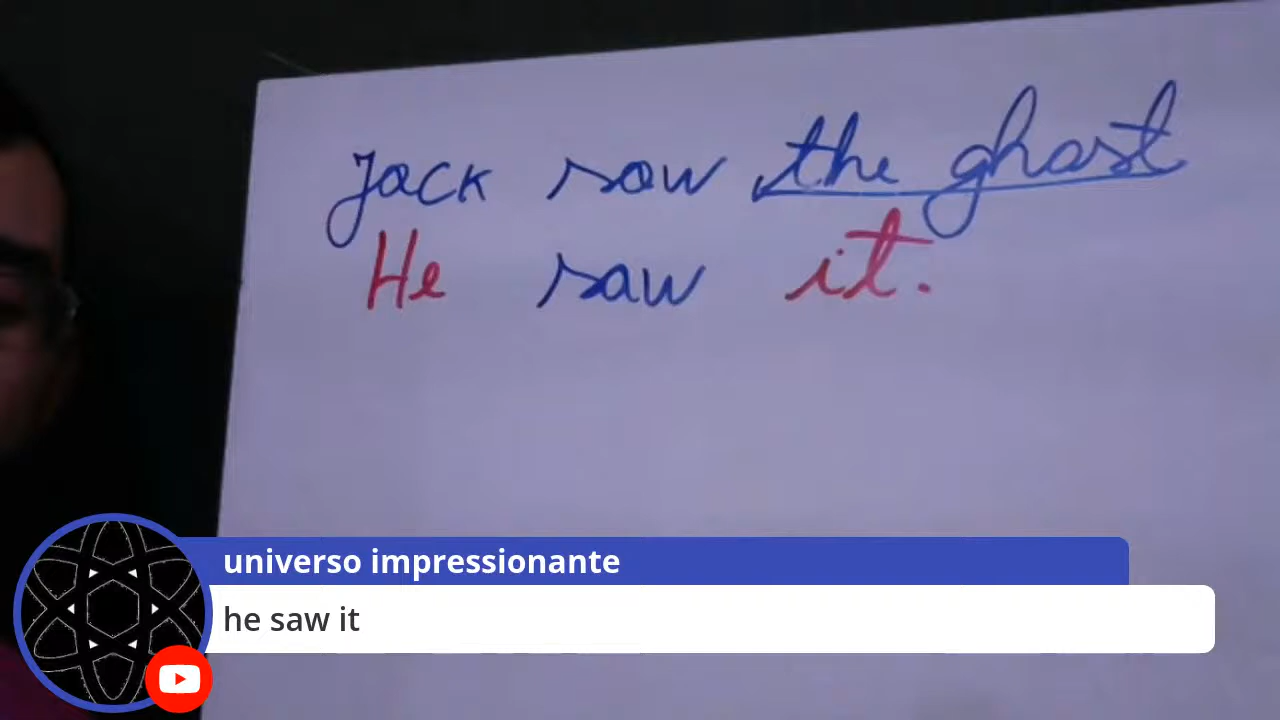 Jack saw the ghost
He saw it.
universo impressionante
he saw it